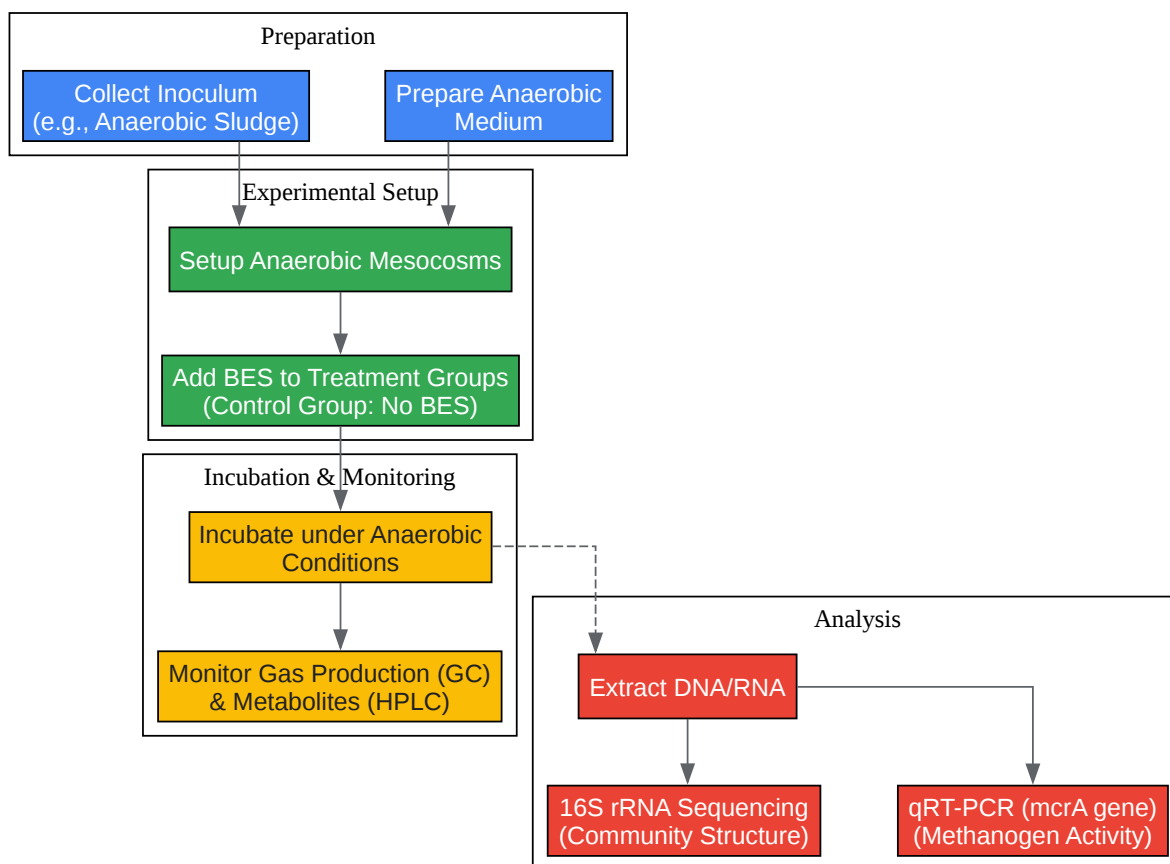 Preparation
Collect Inoculum
(e.g., Anaerobic Sludge)
Prepare Anaerobic
Medium
Experimental Setup
Setup Anaerobic Mesocosms
Add BES to Treatment Groups
(Control Group: No BES)
Incubation & Monitoring
Incubate under Anaerobic
Conditions
Monitor Gas Production (GC)
& Metabolites (HPLC)
Analysis
Extract DNA/RNA
16S rRNA Sequencing
(Community Structure)
qRT-PCR (mcrA gene)
(Methanogen Activity)